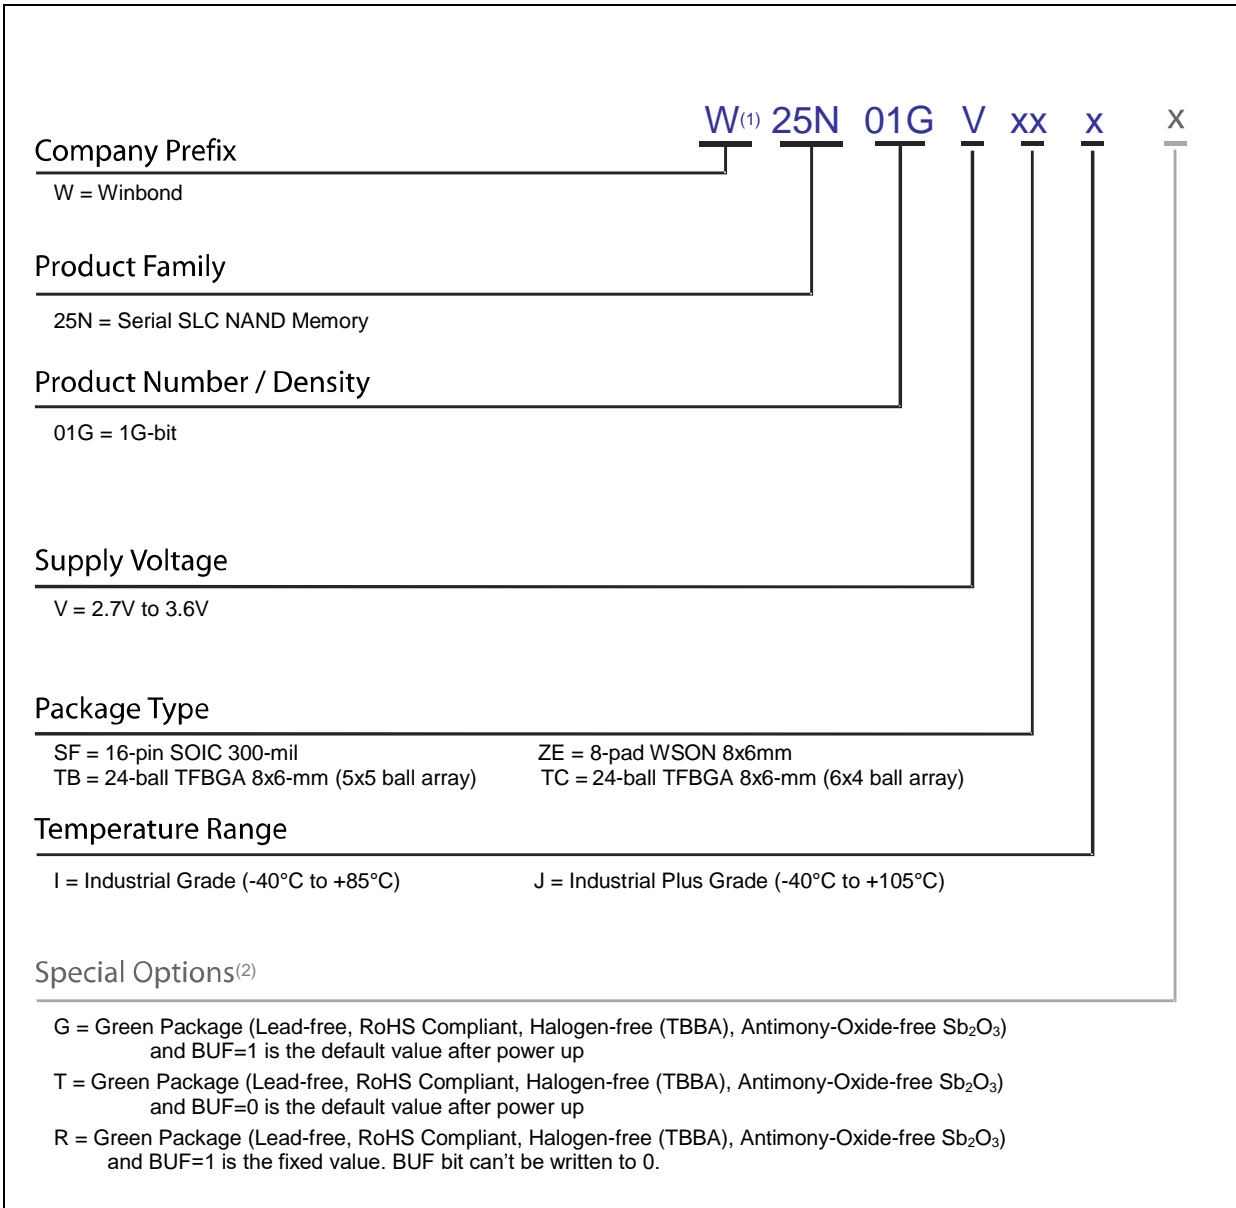 W(1) 25N 01G V xx x x
Company Prefix
W = Winbond
Product Family
25N = Serial SLC NAND Memory
Product Number / Density
01G = 1G-bit
Supply Voltage
V = 2.7V to 3.6V
Package Type
SF = 16-pin SOIC 300-mil ZE = 8-pad WSON 8x6mm
TB = 24-ball TFBGA 8x6-mm (5x5 ball array) TC = 24-ball TFBGA 8x6-mm (6x4 ball array)
Temperature Range
I = Industrial Grade (-40°C to +85°C) J = Industrial Plus Grade (-40°C to +105°C)
Special Options(2)
G = Green Package (Lead-free, RoHS Compliant, Halogen-free (TBBA), Antimony-Oxide-free Sb₂O₃)
and BUF=1 is the default value after power up
T = Green Package (Lead-free, RoHS Compliant, Halogen-free (TBBA), Antimony-Oxide-free Sb₂O₃)
and BUF=0 is the default value after power up
R = Green Package (Lead-free, RoHS Compliant, Halogen-free (TBBA), Antimony-Oxide-free Sb₂O₃)
and BUF=1 is the fixed value. BUF bit can’t be written to 0.